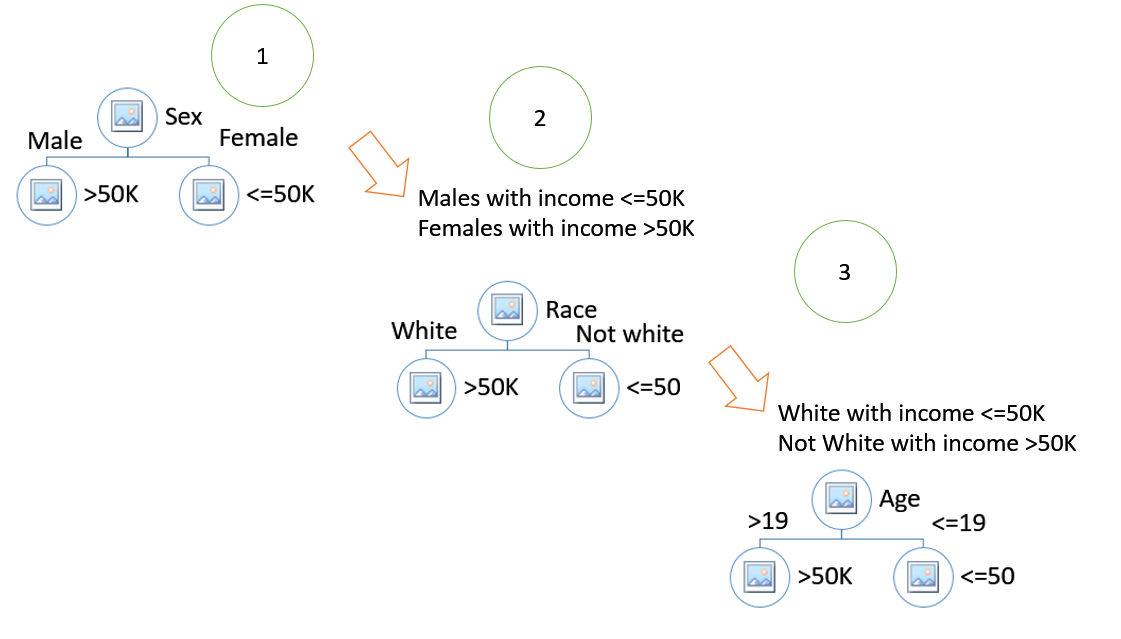 1
Sex
Male
Female
>50K
<=50K
2
Males with income <=50K
Females with income >50K
Race
White
Not white
>50K
<=50
3
White with income <=50K
Not White with income >50K
Age
>19
<=19
>50K
<=50